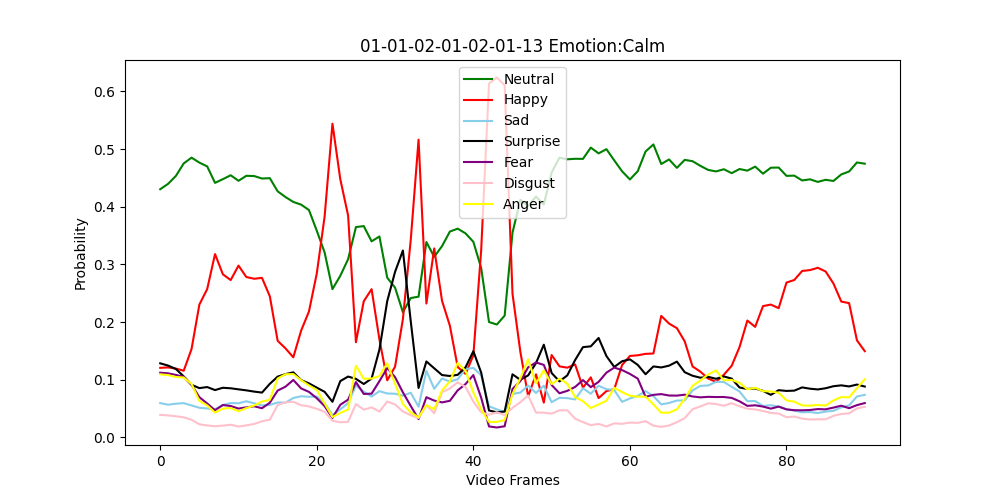 01-01-02-01-02-01-13 Emotion:Calm
Neutral
Happy
Sad
Surprise
Fear
Disgust
Anger
Probability
0.6
0.5
0.4
0.3
0.2
0.1
0.0
0 20 40 60 80
Video Frames